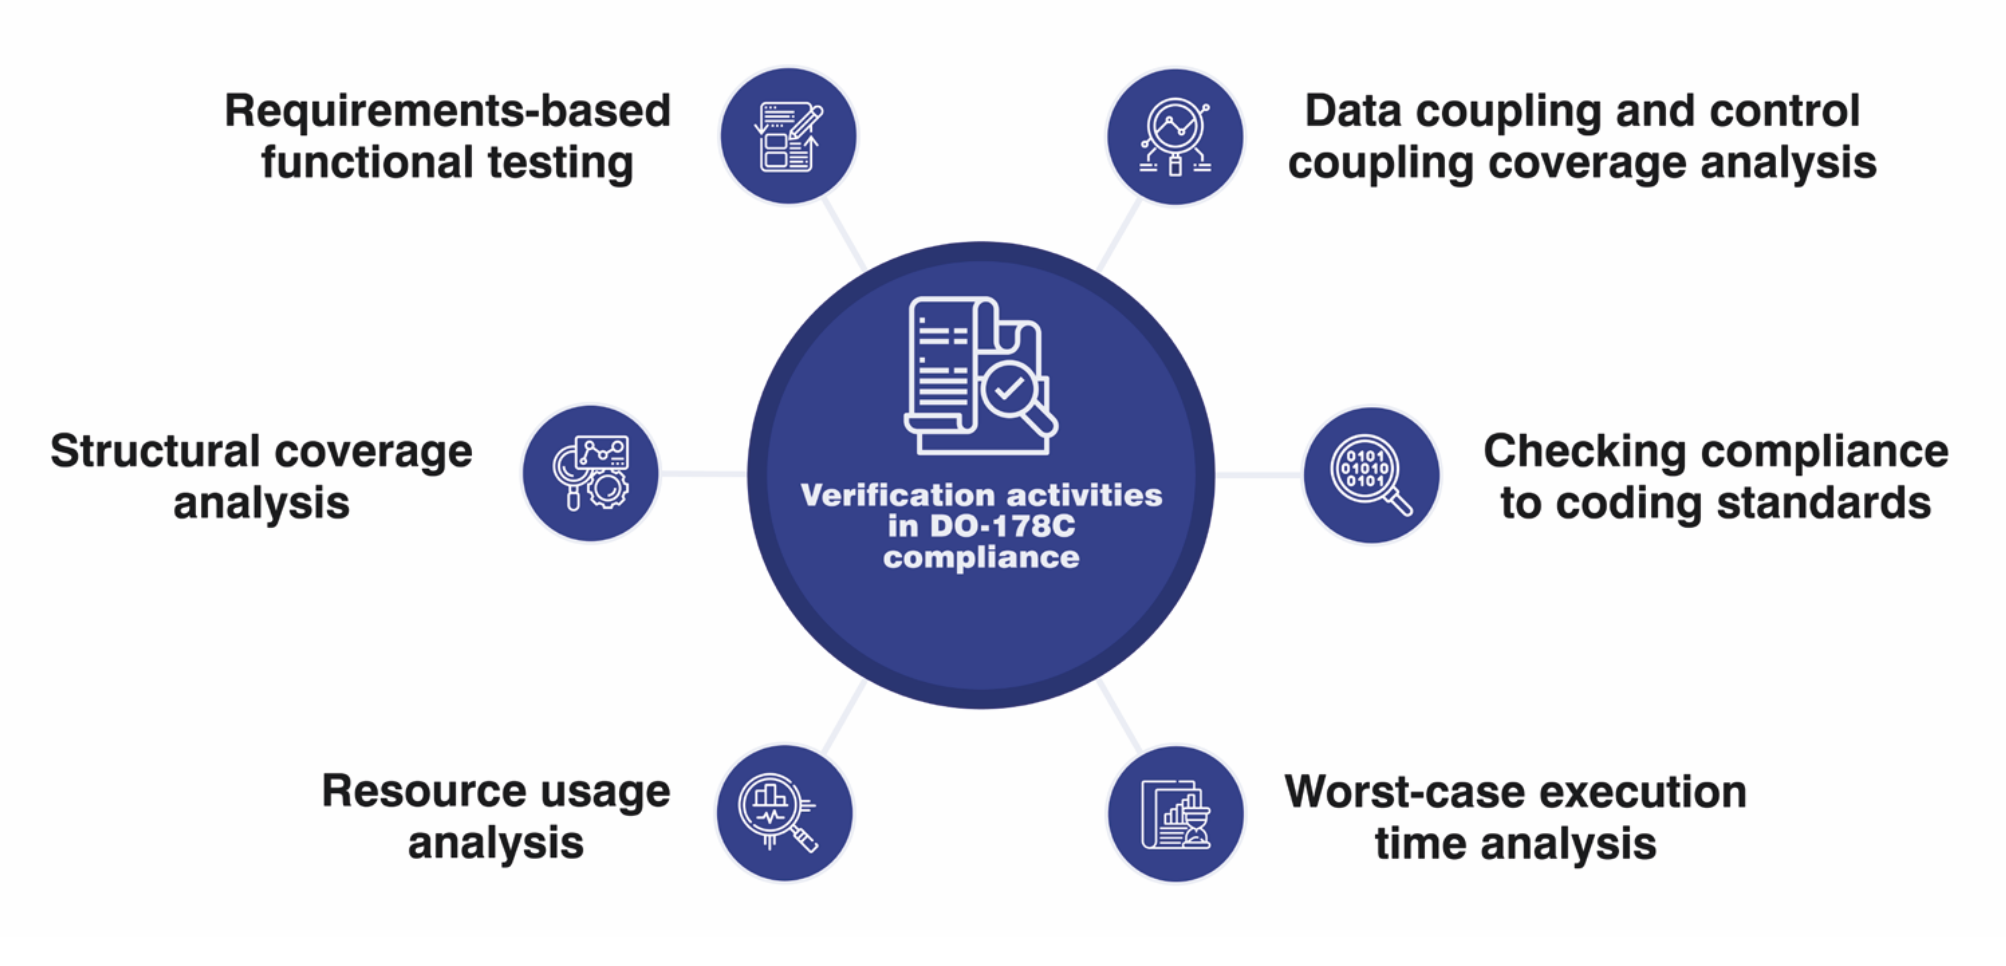 Requirements-based
functional testing
Data coupling and control
coupling coverage analysis
Structural coverage
analysis
Verification activities
in DO-178C
compliance
0101
01010
0101
Checking compliance
to coding standards
Resource usage
analysis
Worst-case execution
time analysis